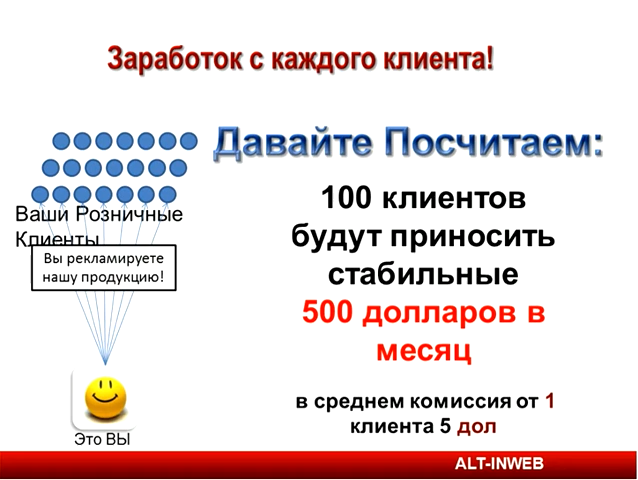 Заработок с каждого клиента!
Давайте Посчитаем:
Ваши Розничные
Клиенты
Вы рекламируете
нашу продукцию!
Это ВЫ
100 клиентов
будут приносить
стабильные
500 долларов в
месяц
в среднем комиссия от 1
клиента 5 дол
ALT-INWEB